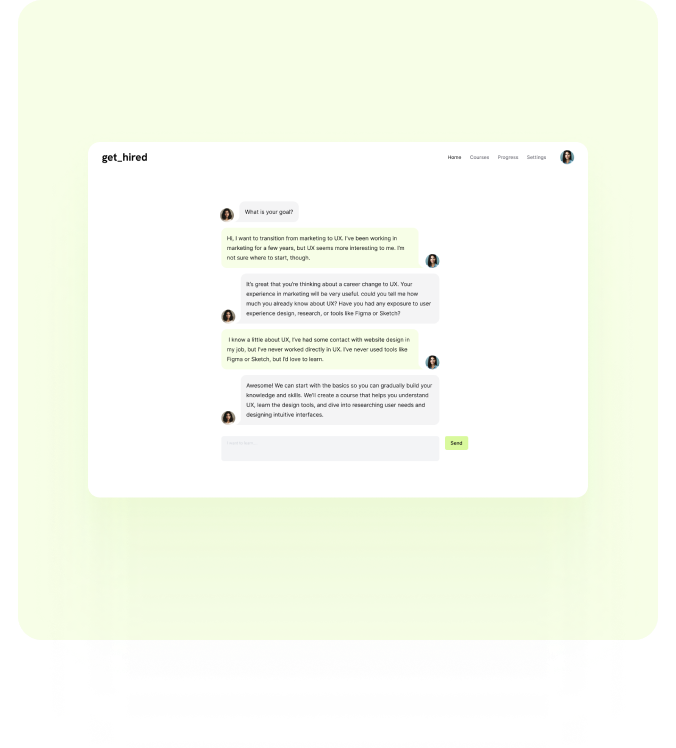 get_hired
Home Courses Progress Settings
What is your goal?
Hi, I want to transition from marketing to UX. I've been working in
marketing for a few years, but UX seems more interesting to me. I'm
not sure where to start, though.
It's great that you're thinking about a career change to UX. Your
experience in marketing will be very useful. could you tell me how
much you already know about UX? Have you had any exposure to user
experience design, research, or tools like Figma or Sketch?
I know a little about UX, I've had some contact with website design in
my job, but I've never worked directly in UX. I've never used tools like
Figma or Sketch, but I'd love to learn.
Awesome! We can start with the basics so you can gradually build your
knowledge and skills. We'll create a course that helps you understand
UX, learn the design tools, and dive into researching user needs and
designing intuitive interfaces.
Send